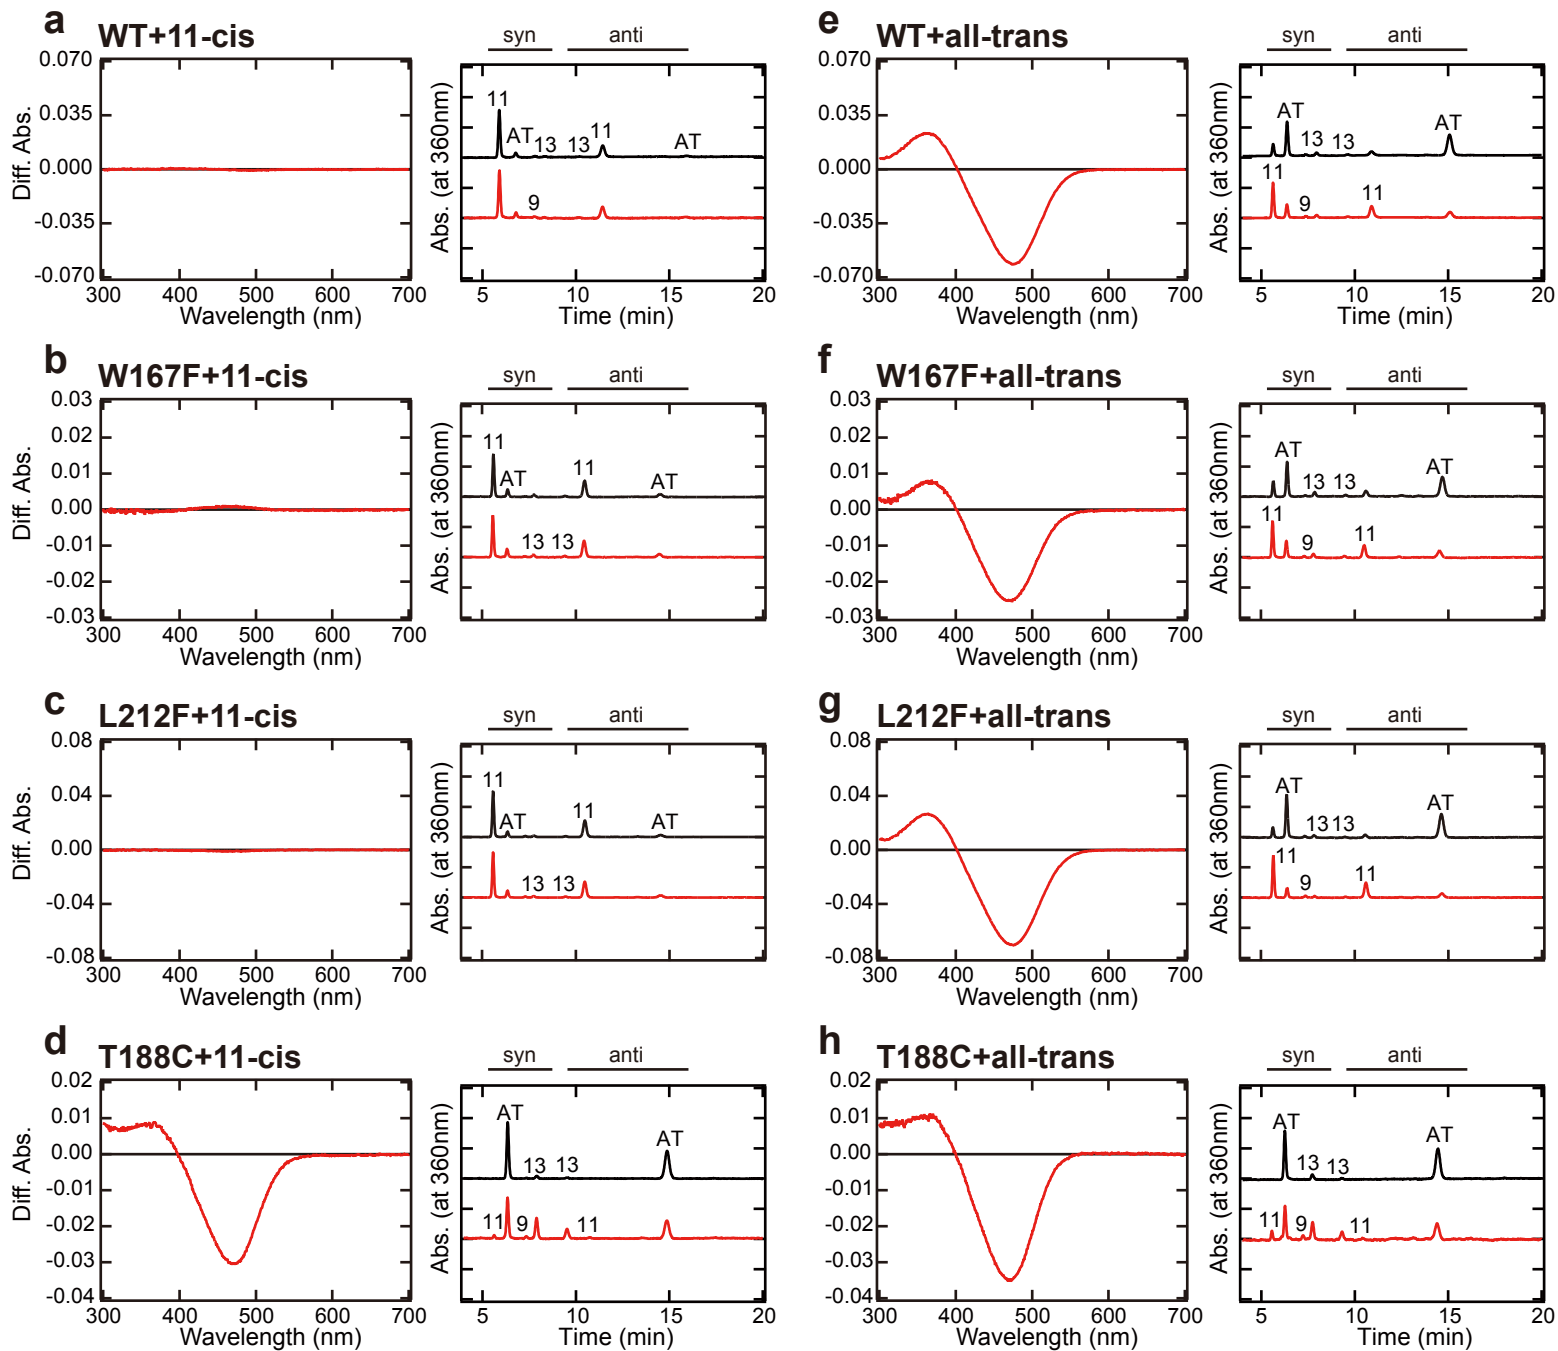 a WT+11-cis
syn anti
Diff. Abs.
0.070
0.035
0.000
-0.035
-0.070
300 400 500 600 700
Wavelength (nm)
Abs. (at 360nm)
11 AT 13 13 11 AT
9
5 10 15 20
Time (min)
e WT+all-trans
syn anti
0.070
0.035
0.000
-0.035
-0.070
300 400 500 600 700
Wavelength (nm)
Abs. (at 360nm)
AT 13 13 AT
11 9 11
5 10 15 20
Time (min)
b W167F+11-cis
syn anti
Diff. Abs.
0.03
0.02
0.01
0.00
-0.01
-0.02
-0.03
300 400 500 600 700
Wavelength (nm)
Abs. (at 360nm)
11 AT 11 AT
13 13
f W167F+all-trans
syn anti
0.03
0.02
0.01
0.00
-0.01
-0.02
-0.03
300 400 500 600 700
Wavelength (nm)
Abs. (at 360nm)
AT 13 13 AT
11 9 11
c L212F+11-cis
syn anti
Diff. Abs.
0.08
0.04
0.00
-0.04
-0.08
300 400 500 600 700
Wavelength (nm)
Abs. (at 360nm)
11 AT 11 AT
13 13
g L212F+all-trans
syn anti
0.08
0.04
0.00
-0.04
-0.08
300 400 500 600 700
Wavelength (nm)
Abs. (at 360nm)
AT 13 13 AT
11 9 11
d T188C+11-cis
syn anti
Diff. Abs.
0.02
0.01
0.00
-0.01
-0.02
-0.03
-0.04
300 400 500 600 700
Wavelength (nm)
Abs. (at 360nm)
AT 13 13 AT
11 9 11
5 10 15 20
Time (min)
h T188C+all-trans
syn anti
0.02
0.01
0.00
-0.01
-0.02
-0.03
-0.04
300 400 500 600 700
Wavelength (nm)
Abs. (at 360nm)
AT 13 13 AT
11 9 11
5 10 15 20
Time (min)